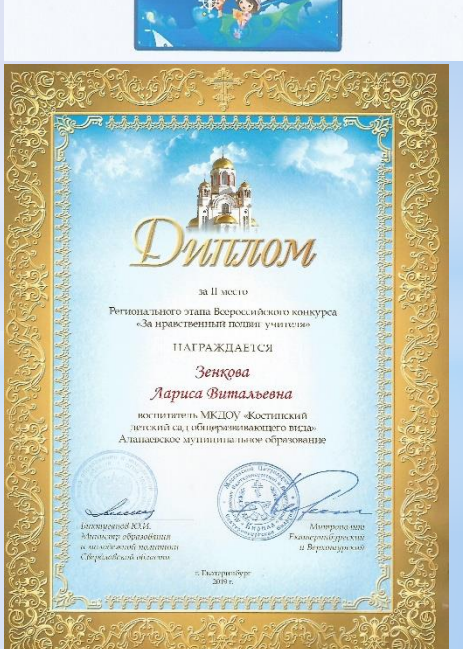 Диплом
за II место
Регионального этапа Всероссийского конкурса
«За нравственный подвиг учителя»
НАГРАЖДАЕТСЯ
Зенкова
Лариса Витальевна
воспитатель МКДОУ «Костинский
детский сад общеразвивающего вида»
Алапаевское муниципальное образование
Биктуганов Ю.И.
Министр образования
и молодежной политики
Свердловской области
Митрополит
Екатеринбургский
и Верхотурский
г. Екатеринбург
2019 г.